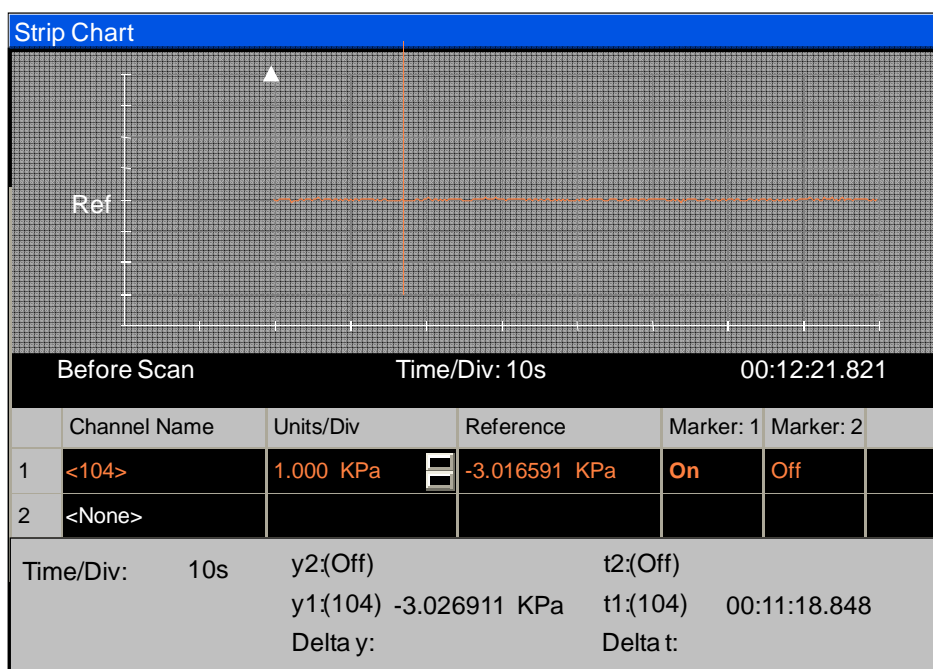 Strip Chart
Ref
Before Scan Time/Div: 10s 00:12:21.821
Channel Name Units/Div Reference Marker: 1 Marker: 2
1 <104> 1.000 KPa -3.016591 KPa On Off
2 <None>
Time/Div: 10s y2:(Off) t2:(Off)
y1:(104) -3.026911 KPa t1:(104) 00:11:18.848
Delta y: Delta t: